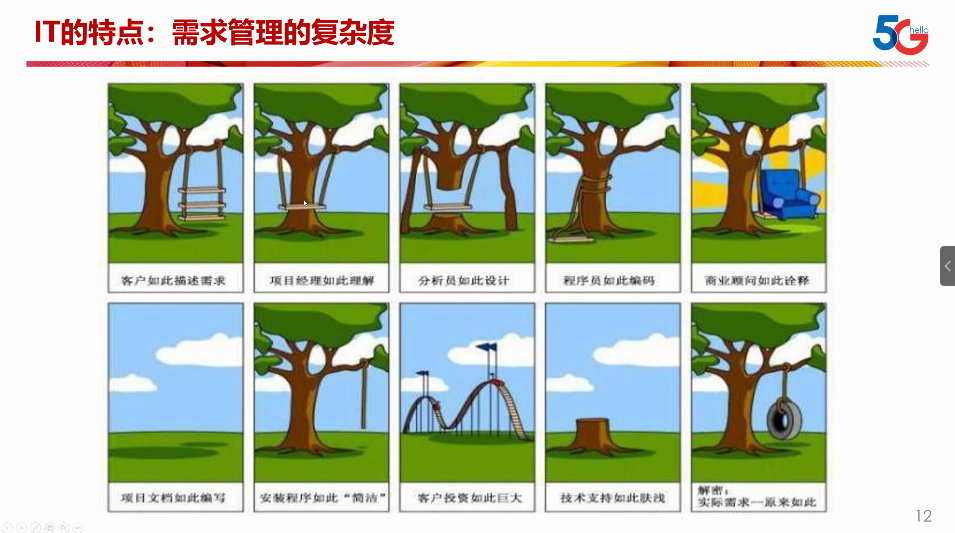 IT的特点：需求管理的复杂度
5G
hello
客户如此描述需求
项目经理如此理解
分析员如此设计
程序员如此编码
商业顾问如此诠释
项目文档如此编写
安装程序如此“简洁”
客户投资如此巨大
技术支持如此肤浅
解密：
实际需求—原来如此
12